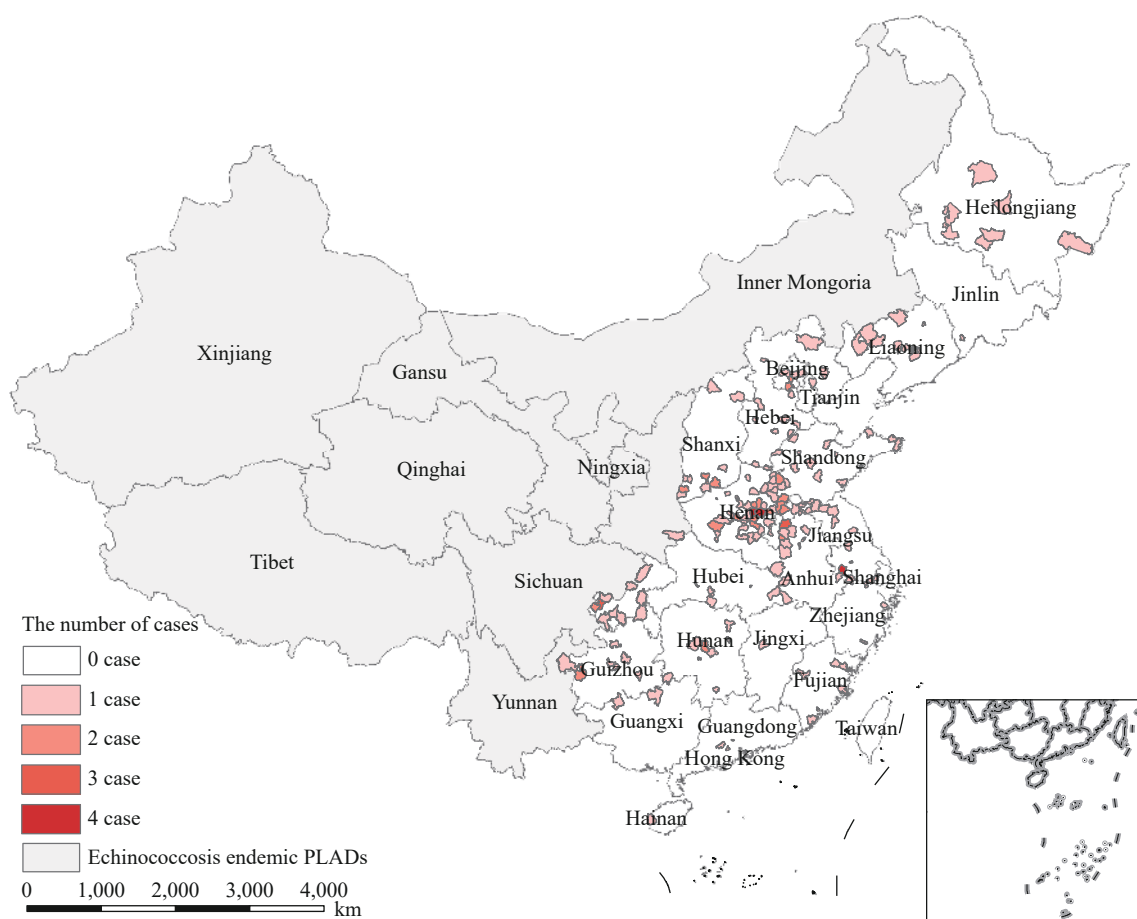 Heilongjiang
Inner Mongoria
Jinlin
Xinjiang
Liaoning
Gansu
Beijing
Tianjin
Hebei
Shanxi
Shandong
Qinghai
Ningxia
Henan
Jiangsu
Tibet
Sichuan
Hubei
Anhui
Shanghai
Zhejiang
Hunan
Jingxi
Guizhou
Fujian
Yunnan
Guangxi
Guangdong
Taiwan
Hong Kong
Hainan
The number of cases
0 case
1 case
2 case
3 case
4 case
Echinococcosis endemic PLADs
0 1,000 2,000 3,000 4,000
km